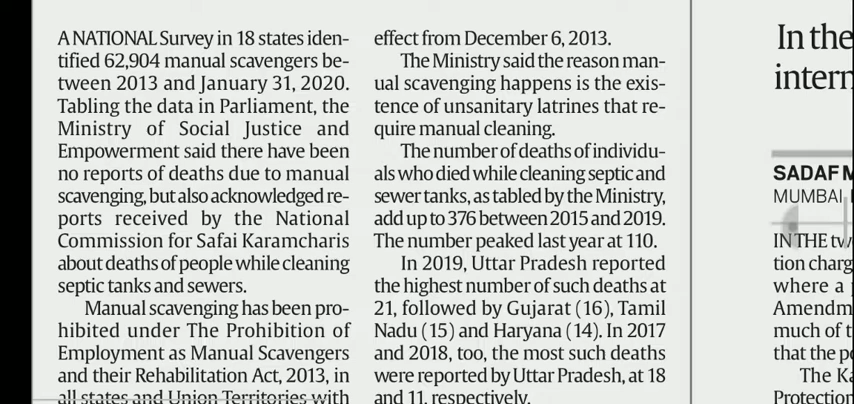 A NATIONAL Survey in 18 states iden-
tified 62,904 manual scavengers be-
tween 2013 and January 31, 2020.
Tabling the data in Parliament, the
Ministry of Social Justice and
Empowerment said there have been
no reports of deaths due to manual
scavenging, but also acknowledged re-
ports received by the National
Commission for Safai Karamcharis
about deaths of people while cleaning
septic tanks and sewers.
Manual scavenging has been pro-
hibited under The Prohibition of
Employment as Manual Scavengers
and their Rehabilitation Act, 2013, in
all states and Union Territories with
effect from December 6, 2013.
The Ministry said the reason man-
ual scavenging happens is the exis-
tence of unsanitary latrines that re-
quire manual cleaning.
The number of deaths of individu-
als who died while cleaning septic and
sewer tanks, as tabled by the Ministry,
add up to 376 between 2015 and 2019.
The number peaked last year at 110.
In 2019, Uttar Pradesh reported
the highest number of such deaths at
21, followed by Gujarat (16), Tamil
Nadu (15) and Haryana (14). In 2017
and 2018, too, the most such deaths
were reported by Uttar Pradesh, at 18
and 11, respectively.
In the
intern
SADAF M
MUMBAI
IN THE tw
tion charg
where a
Amendm
much of t
that the po
The Ka
Protection